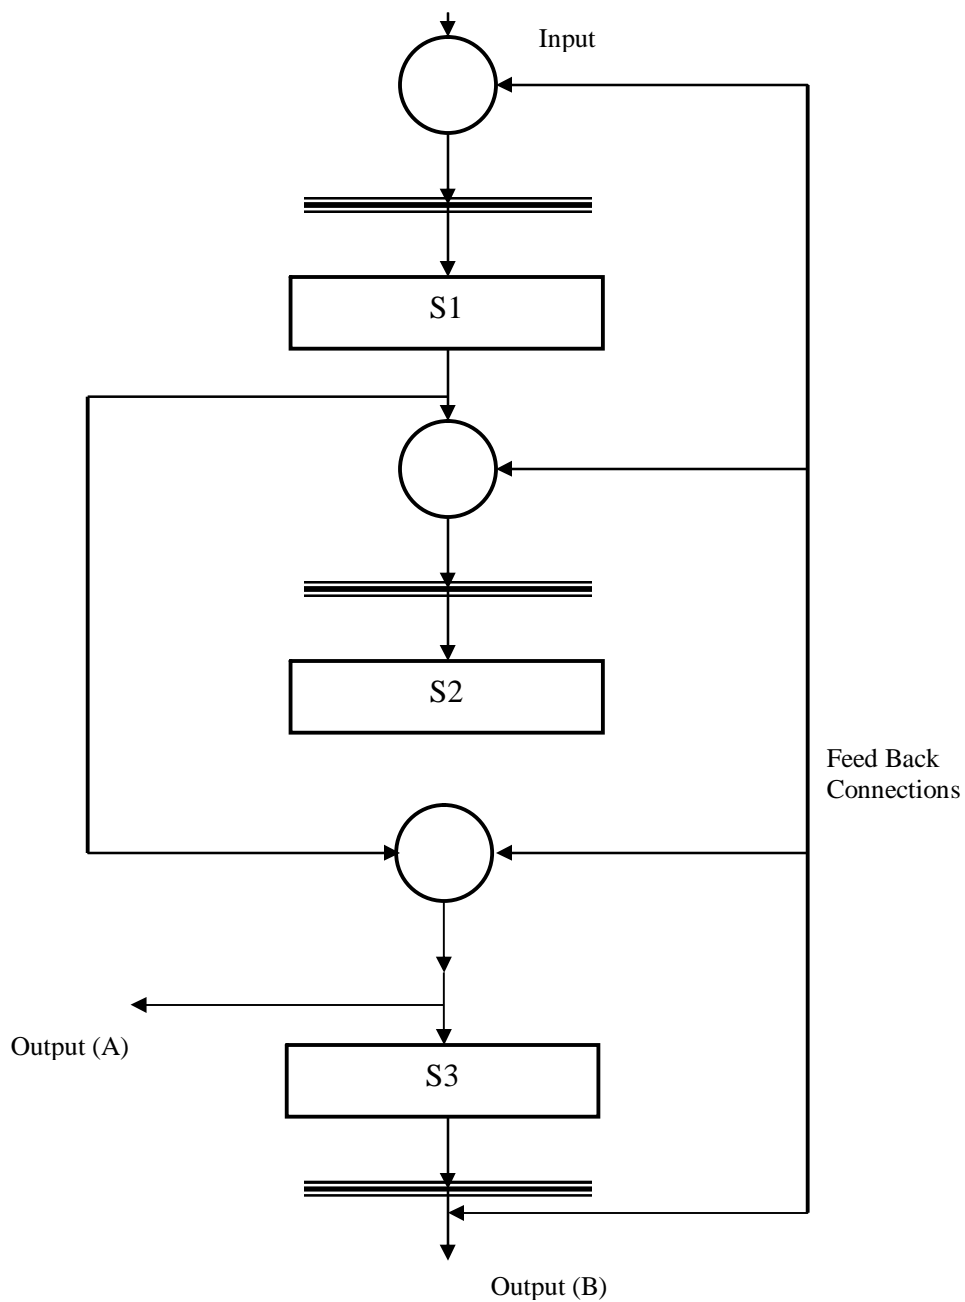 Input
S1
S2
Feed Back
Connections
Output (A)
S3
Output (B)